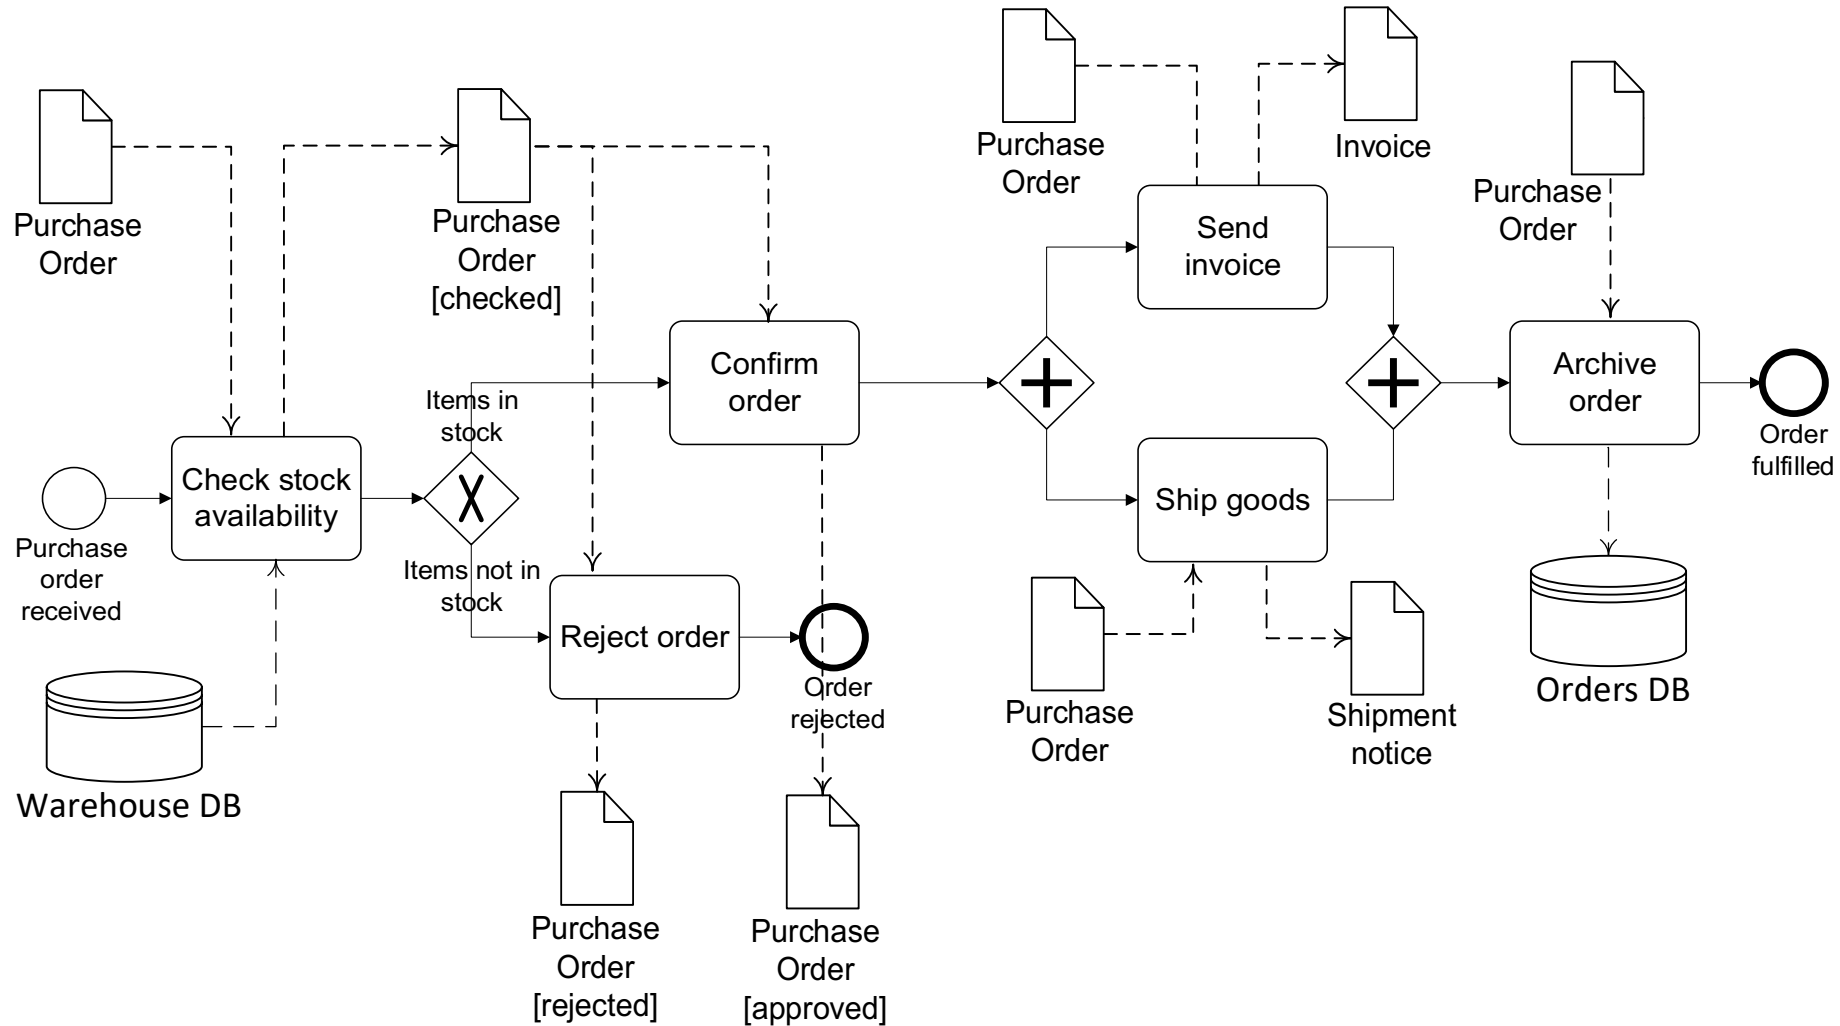 Purchase
Order
Purchase
Order
[checked]
Purchase
Order
Invoice
Purchase
Order
Send
invoice
Confirm
order
Archive
order
Items in
stock
Order
fulfilled
Check stock
availability
X
Ship goods
Purchase
order
received
Items not in
stock
Reject order
Order
rejected
Purchase
Order
Shipment
notice
Orders DB
Warehouse DB
Purchase
Order
[rejected]
Purchase
Order
[approved]